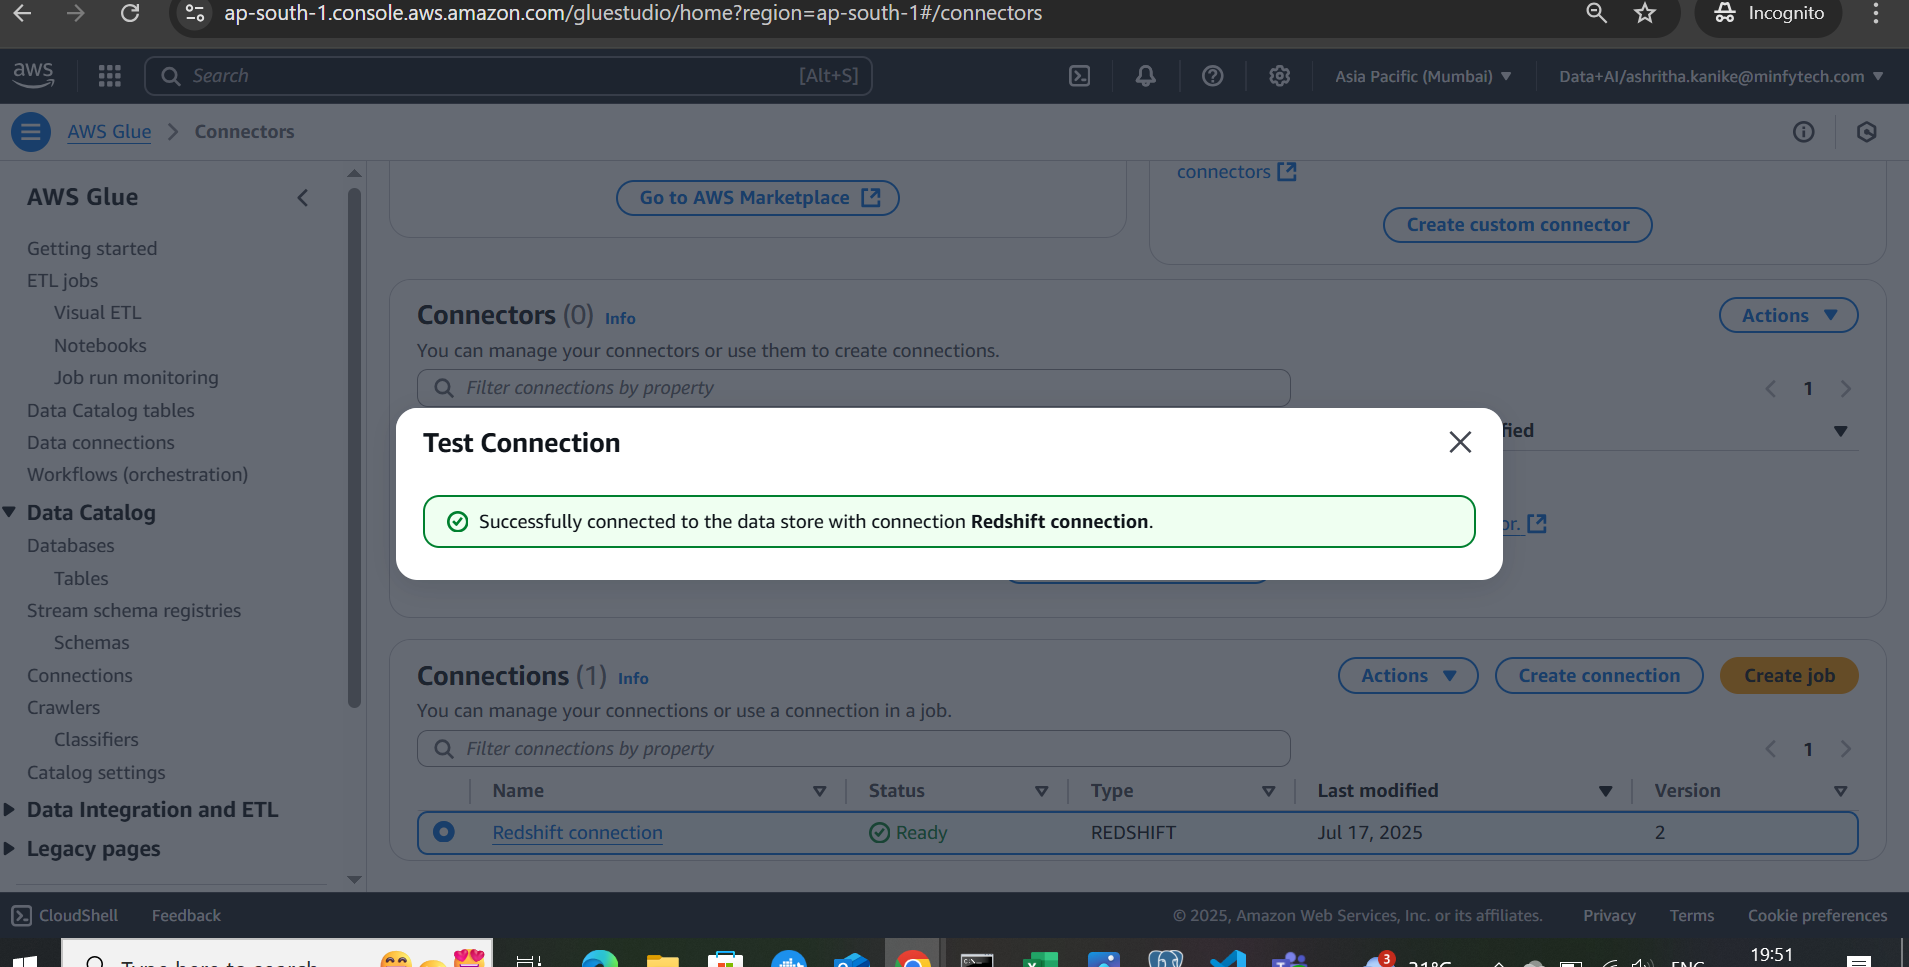 ap-south-1.console.aws.amazon.com/gluestudio/home?region=ap-south-1#/connectors
Incognito
aws
Search
[Alt+S]
Asia Pacific (Mumbai)
Data+AI/ashritha.kanike@minfytech.com
AWS Glue
Connectors
AWS Glue
Getting started
ETL jobs
Visual ETL
Notebooks
Job run monitoring
Data Catalog tables
Data connections
Workflows (orchestration)
Data Catalog
Databases
Tables
Stream schema registries
Schemas
Connections
Crawlers
Classifiers
Catalog settings
Data Integration and ETL
Legacy pages
Go to AWS Marketplace
connectors
Create custom connector
Connectors (0) Info
Actions
You can manage your connectors or use them to create connections.
Filter connections by property
1
Test Connection
Successfully connected to the data store with connection Redshift connection.
Connections (1) Info
Actions
Create connection
Create job
You can manage your connections or use a connection in a job.
Filter connections by property
1
Name Status Type Last modified Version
Redshift connection Ready REDSHIFT Jul 17, 2025 2
CloudShell
Feedback
© 2025, Amazon Web Services, Inc. or its affiliates.
Privacy
Terms
Cookie preferences
Type here to search
3
19:51